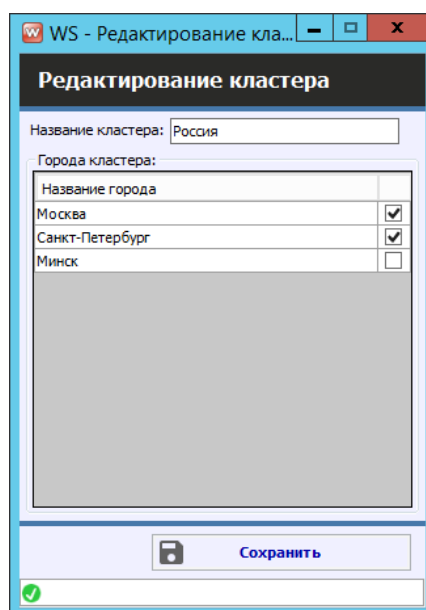 WS - Редактирование кла...
Редактирование кластера
Название кластера: Россия
Города кластера:
Название города
Москва
Санкт-Петербург
Минск
Сохранить